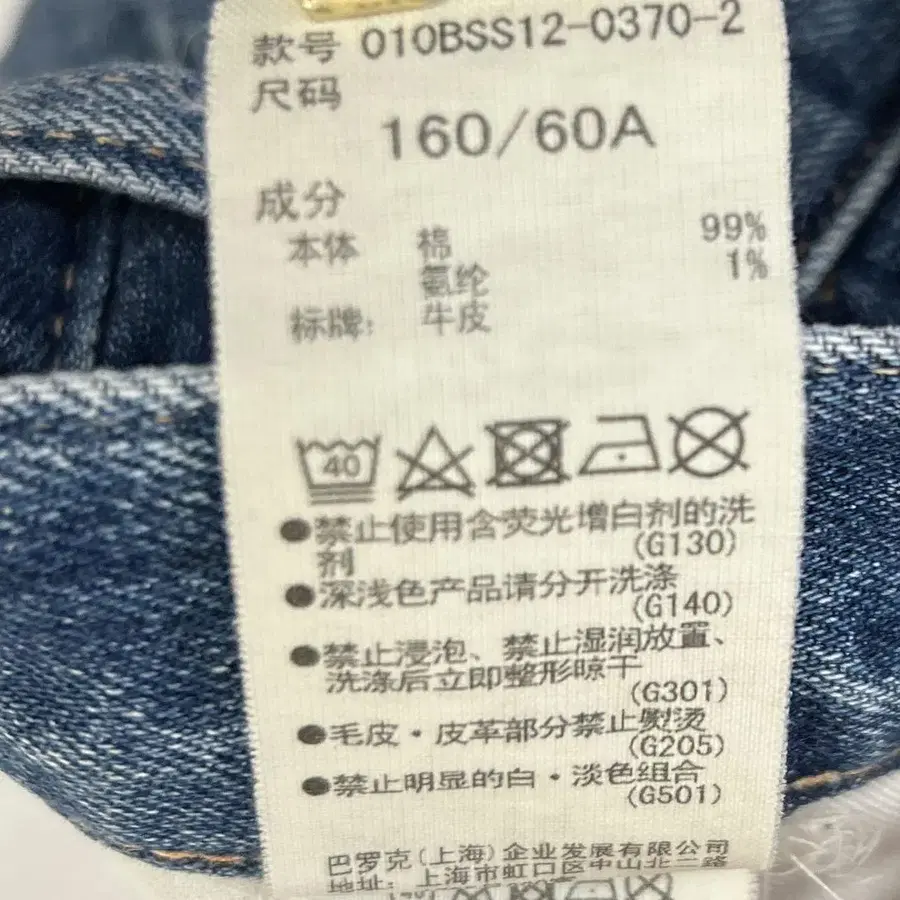 款号 010BSS12-0370-2
尺码
160/60A
成分
本体 棉 99%
氨纶 1%
标牌: 牛皮
40
●禁止使用含荧光增白剂的洗
剂 (G130)
●深浅色产品请分开洗涤
(G140)
●禁止浸泡、禁止湿润放置、
洗涤后立即整形晾干
(G301)
●毛皮・皮革部分禁止熨烫
(G205)
●禁止明显的白・淡色组合
(G501)
巴罗克(上海)企业发展有限公司
地址: 上海市虹口区中山北二路